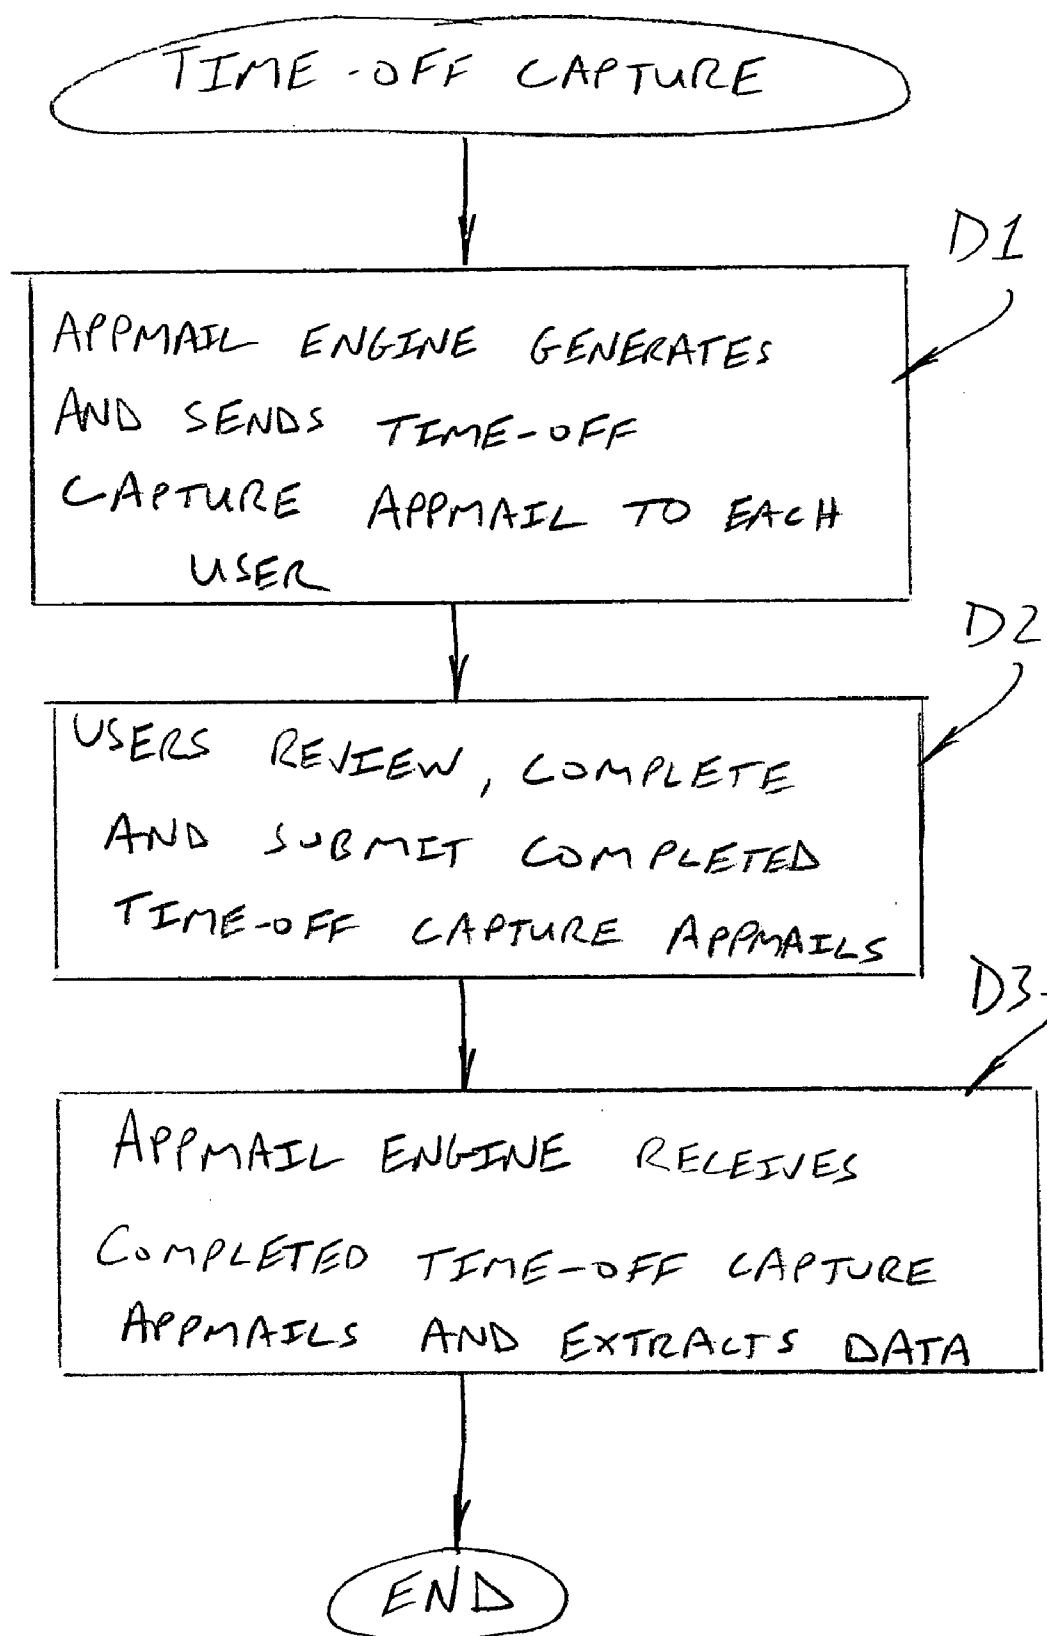 TIME-OFF CAPTURE
D1
APPMAIL ENGINE GENERATES
AND SENDS TIME-OFF
CAPTURE APPMAIL TO EACH
USER
D2
USERS REVIEW, COMPLETE
AND SUBMIT COMPLETED
TIME-OFF CAPTURE APPMAILS
D3
APPMAIL ENGINE RECEIVES
COMPLETED TIME-OFF CAPTURE
APPMAILS AND EXTRACTS DATA
END